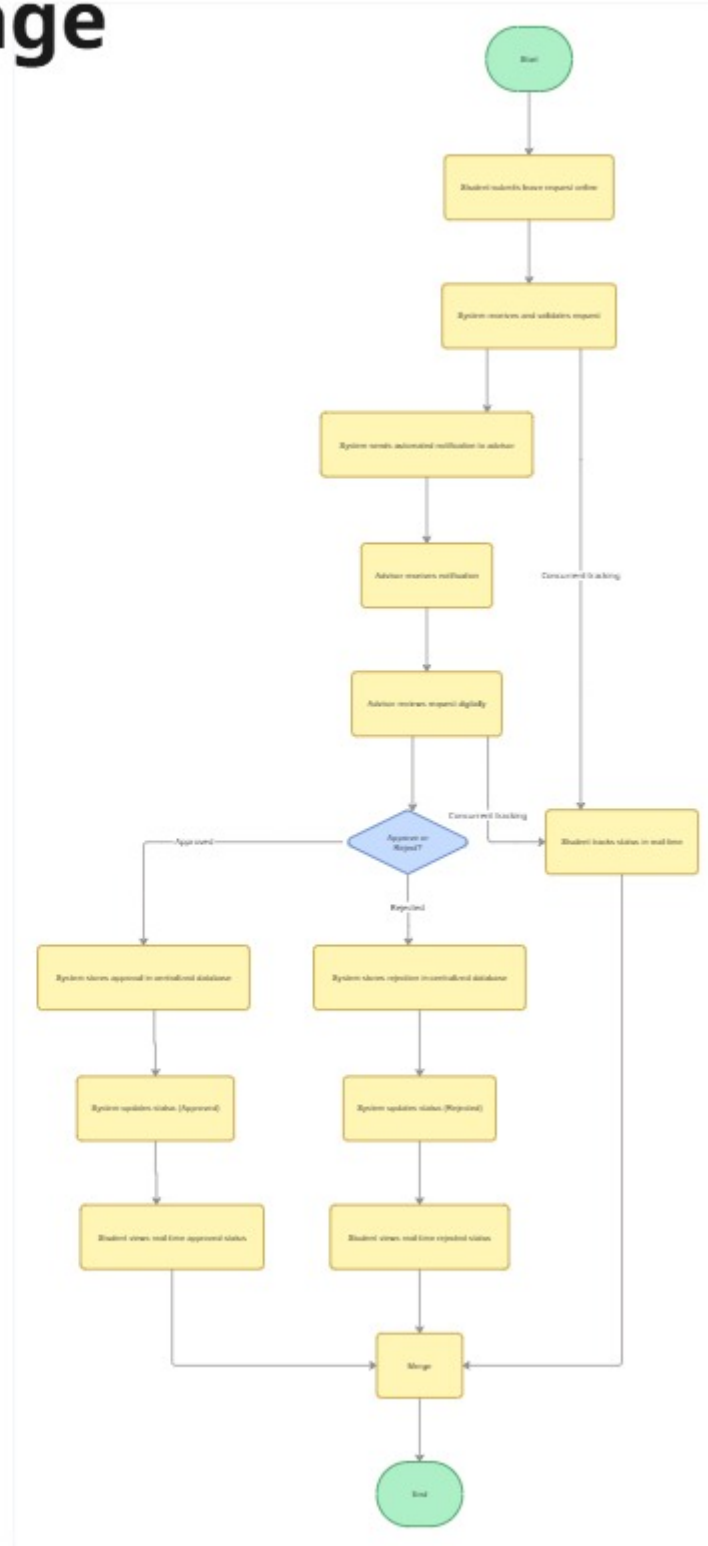 nge
Start
Student submits leave request online
System receives and validates request
System sends automated notification to advisor
Advisor receives notification
Concurrent tracking
Advisor reviews request digitally
Concurrent tracking
Approve or
Reject?
Student tracks status in real-time
Approved
Rejected
System stores approval in centralized database
System stores rejection in centralized database
System updates status (Approved)
System updates status (Rejected)
Student views real-time approved status
Student views real-time rejected status
Merge
End